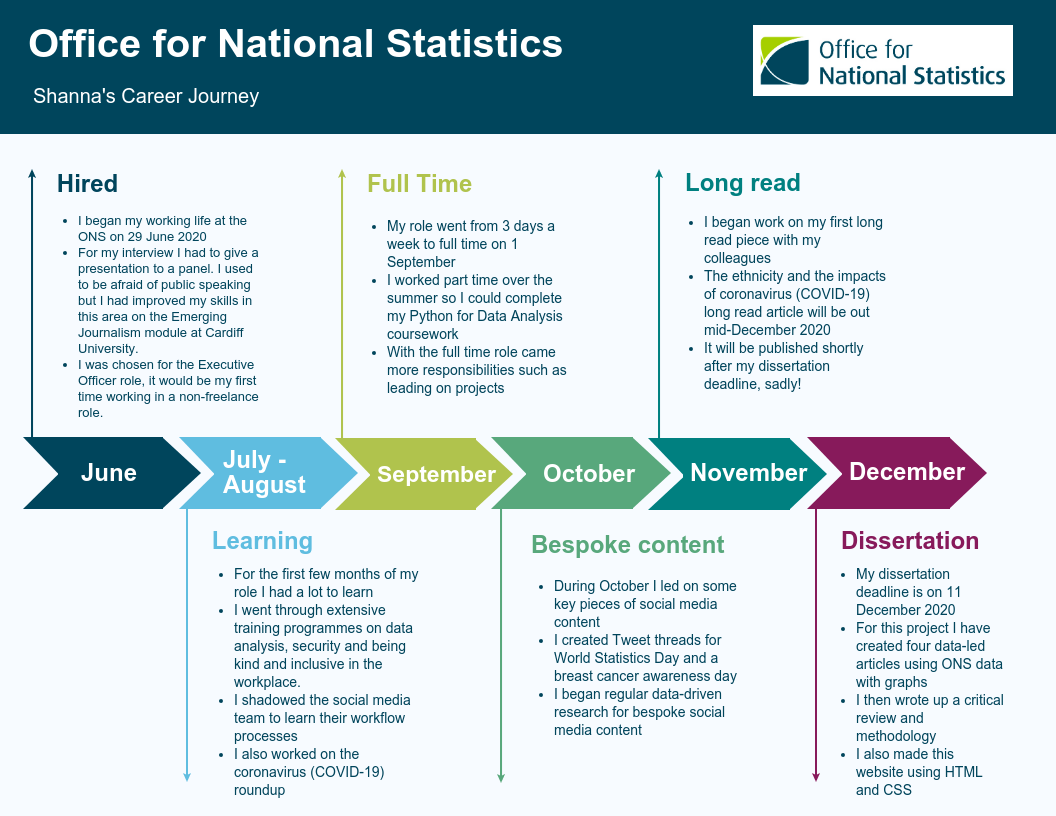 Office for National Statistics
Shanna's Career Journey
Office for
National Statistics
Hired
• I began my working life at the
ONS on 29 June 2020
• For my interview I had to give a
presentation to a panel. I used
to be afraid of public speaking
but I had improved my skills in
this area on the Emerging
Journalism module at Cardiff
University.
• I was chosen for the Executive
Officer role, it would be my first
time working in a non-freelance
role.
Full Time
• My role went from 3 days a
week to full time on 1
September
• I worked part time over the
summer so I could complete
my Python for Data Analysis
coursework
• With the full time role came
more responsibilities such as
leading on projects
Long read
• I began work on my first long
read piece with my
colleagues
• The ethnicity and the impacts
of coronavirus (COVID-19)
long read article will be out
mid-December 2020
• It will be published shortly
after my dissertation
deadline, sadly!
June
July -
August
September
October
November
December
Learning
• For the first few months of my
role I had a lot to learn
• I went through extensive
training programmes on data
analysis, security and being
kind and inclusive in the
workplace.
• I shadowed the social media
team to learn their workflow
processes
• I also worked on the
coronavirus (COVID-19)
roundup
Bespoke content
• During October I led on some
key pieces of social media
content
• I created Tweet threads for
World Statistics Day and a
breast cancer awareness day
• I began regular data-driven
research for bespoke social
media content
Dissertation
• My dissertation
deadline is on 11
December 2020
• For this project I have
created four data-led
articles using ONS data
with graphs
• I then wrote up a critical
review and
methodology
• I also made this
website using HTML
and CSS